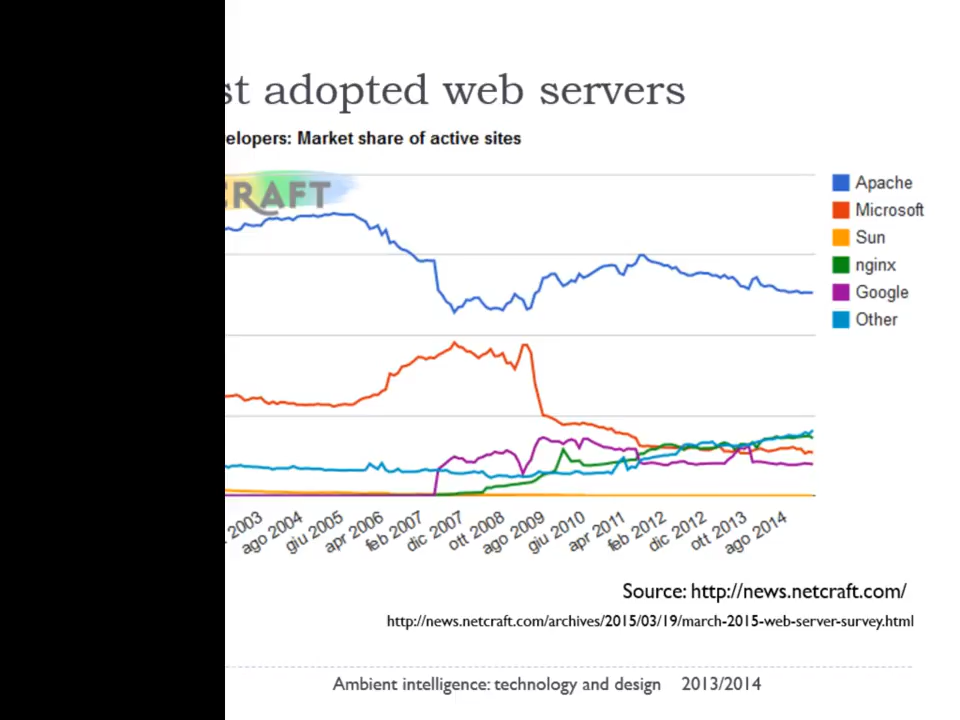 st adopted web servers
elopers: Market share of active sites
CRAFT
Apache
Microsoft
Sun
nginx
Google
Other
2003
ago 2004
giu 2005
apr 2006
feb 2007
dic 2007
ott 2008
ago 2009
giu 2010
apr 2011
feb 2012
dic 2012
ott 2013
ago 2014
Source: http://news.netcraft.com/
http://news.netcraft.com/archives/2015/03/19/march-2015-web-server-survey.html
Ambient intelligence: technology and design 2013/2014